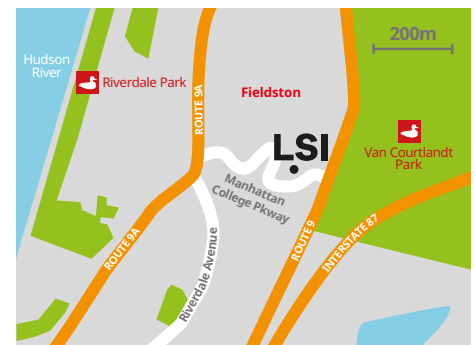 200m
Hudson
River
Riverdale Park
ROUTE 9A
Fieldston
LSI
Van Courtlandt
Park
Manhattan
College Pkway
ROUTE 9A
Riverdale Avenue
ROUTE 9
INTERSTATE 87